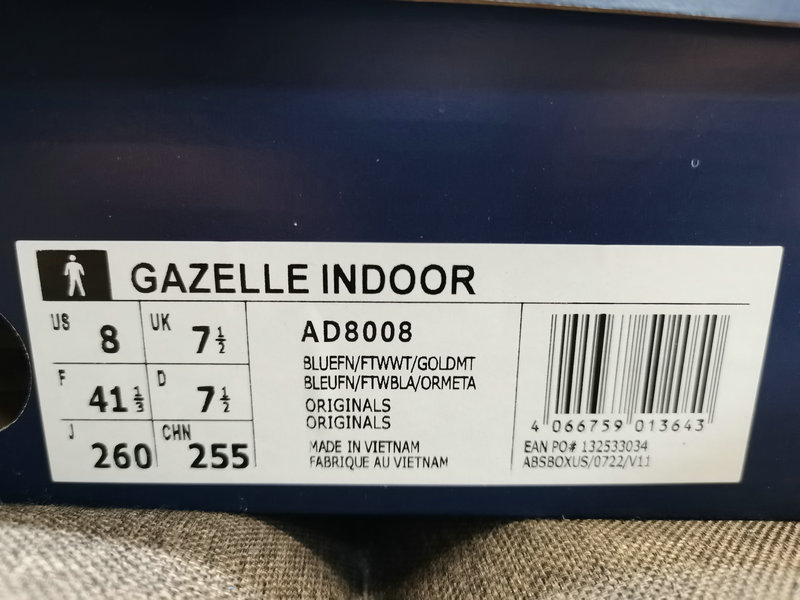 GAZELLE INDOOR
US 8 UK 7½
F 41⅓ D 7½
J 260 CHN 255
AD8008
BLUEFN/FTWWT/GOLDMT
BLEUFN/FTWBLA/ORMETA
ORIGINALS
ORIGINALS
MADE IN VIETNAM
FABRIQUE AU VIETNAM
4 066759 013643
EAN PO# 132533034
ABSBOXUS/0722/V11